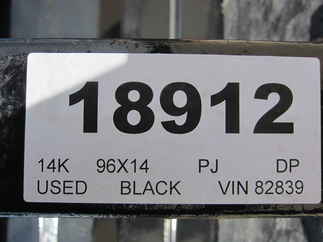 18912
14K 96X14 PJ DP
USED BLACK VIN 82839